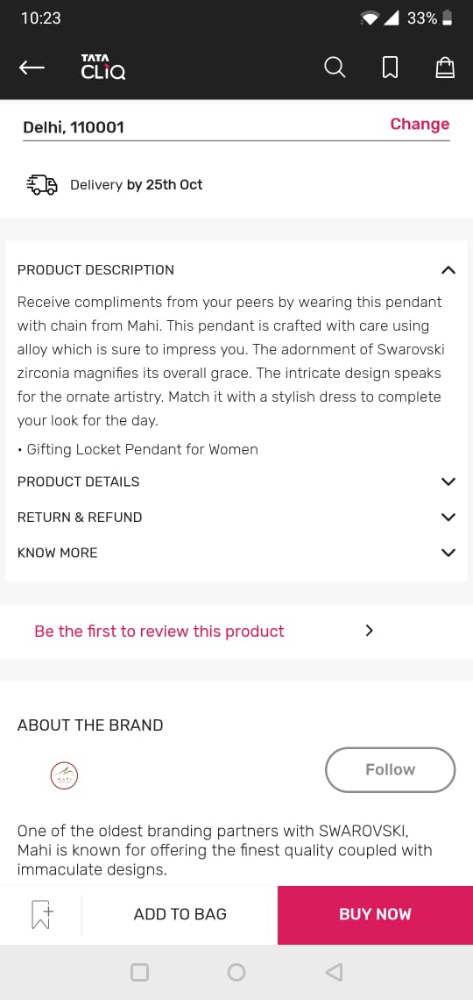 10:23
33%
TATA
CLiQ
Delhi, 110001
Change
Delivery by 25th Oct
PRODUCT DESCRIPTION
Receive compliments from your peers by wearing this pendant
with chain from Mahi. This pendant is crafted with care using
alloy which is sure to impress you. The adornment of Swarovski
zirconia magnifies its overall grace. The intricate design speaks
for the ornate artistry. Match it with a stylish dress to complete
your look for the day.
• Gifting Locket Pendant for Women
PRODUCT DETAILS
RETURN & REFUND
KNOW MORE
Be the first to review this product
ABOUT THE BRAND
mahi
Follow
One of the oldest branding partners with SWAROVSKI,
Mahi is known for offering the finest quality coupled with
immaculate designs.
ADD TO BAG
BUY NOW